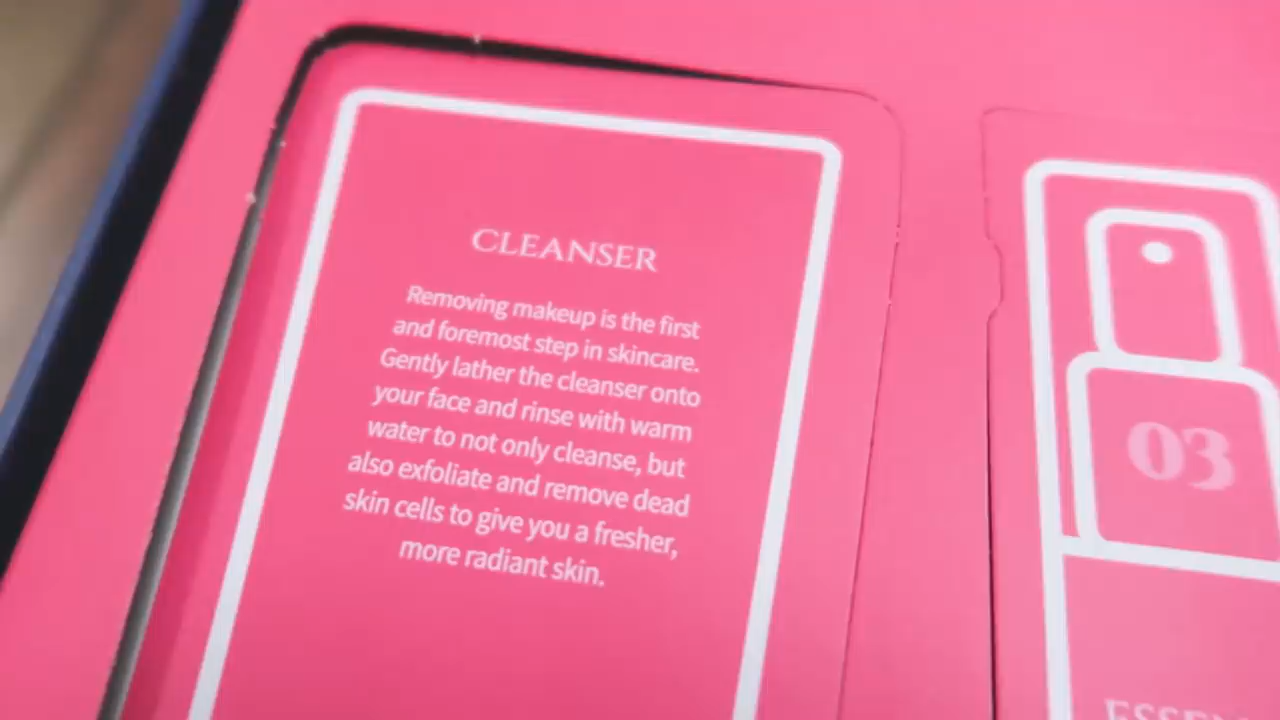 CLEANSER
Removing makeup is the first
and foremost step in skincare.
Gently lather the cleanser onto
your face and rinse with warm
water to not only cleanse, but
also exfoliate and remove dead
skin cells to give you a fresher,
more radiant skin.
03